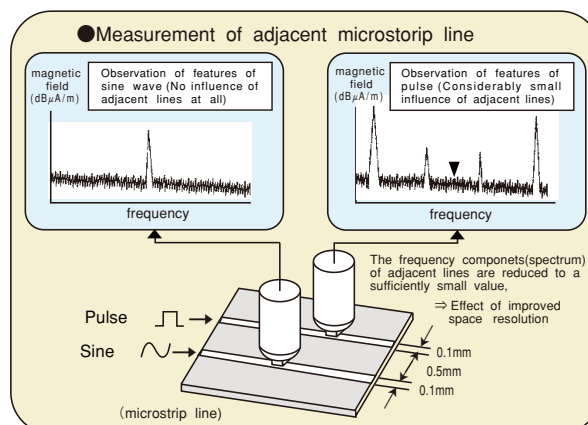 ●Measurement of adjacent microstorip line
magnetic
field
(dBµA/m)
Observation of features of
sine wave (No influence of
adjacent lines at all)
frequency
magnetic
field
(dBµA/m)
Observation of features of
pulse (Considerably small
influence of adjacent lines)
frequency
The frequency componets(spectrum)
of adjacent lines are reduced to a
sufficiently small value,
⇒ Effect of improved
space resolution
Pulse
Sine
0.1mm
0.5mm
0.1mm
(microstrip line)